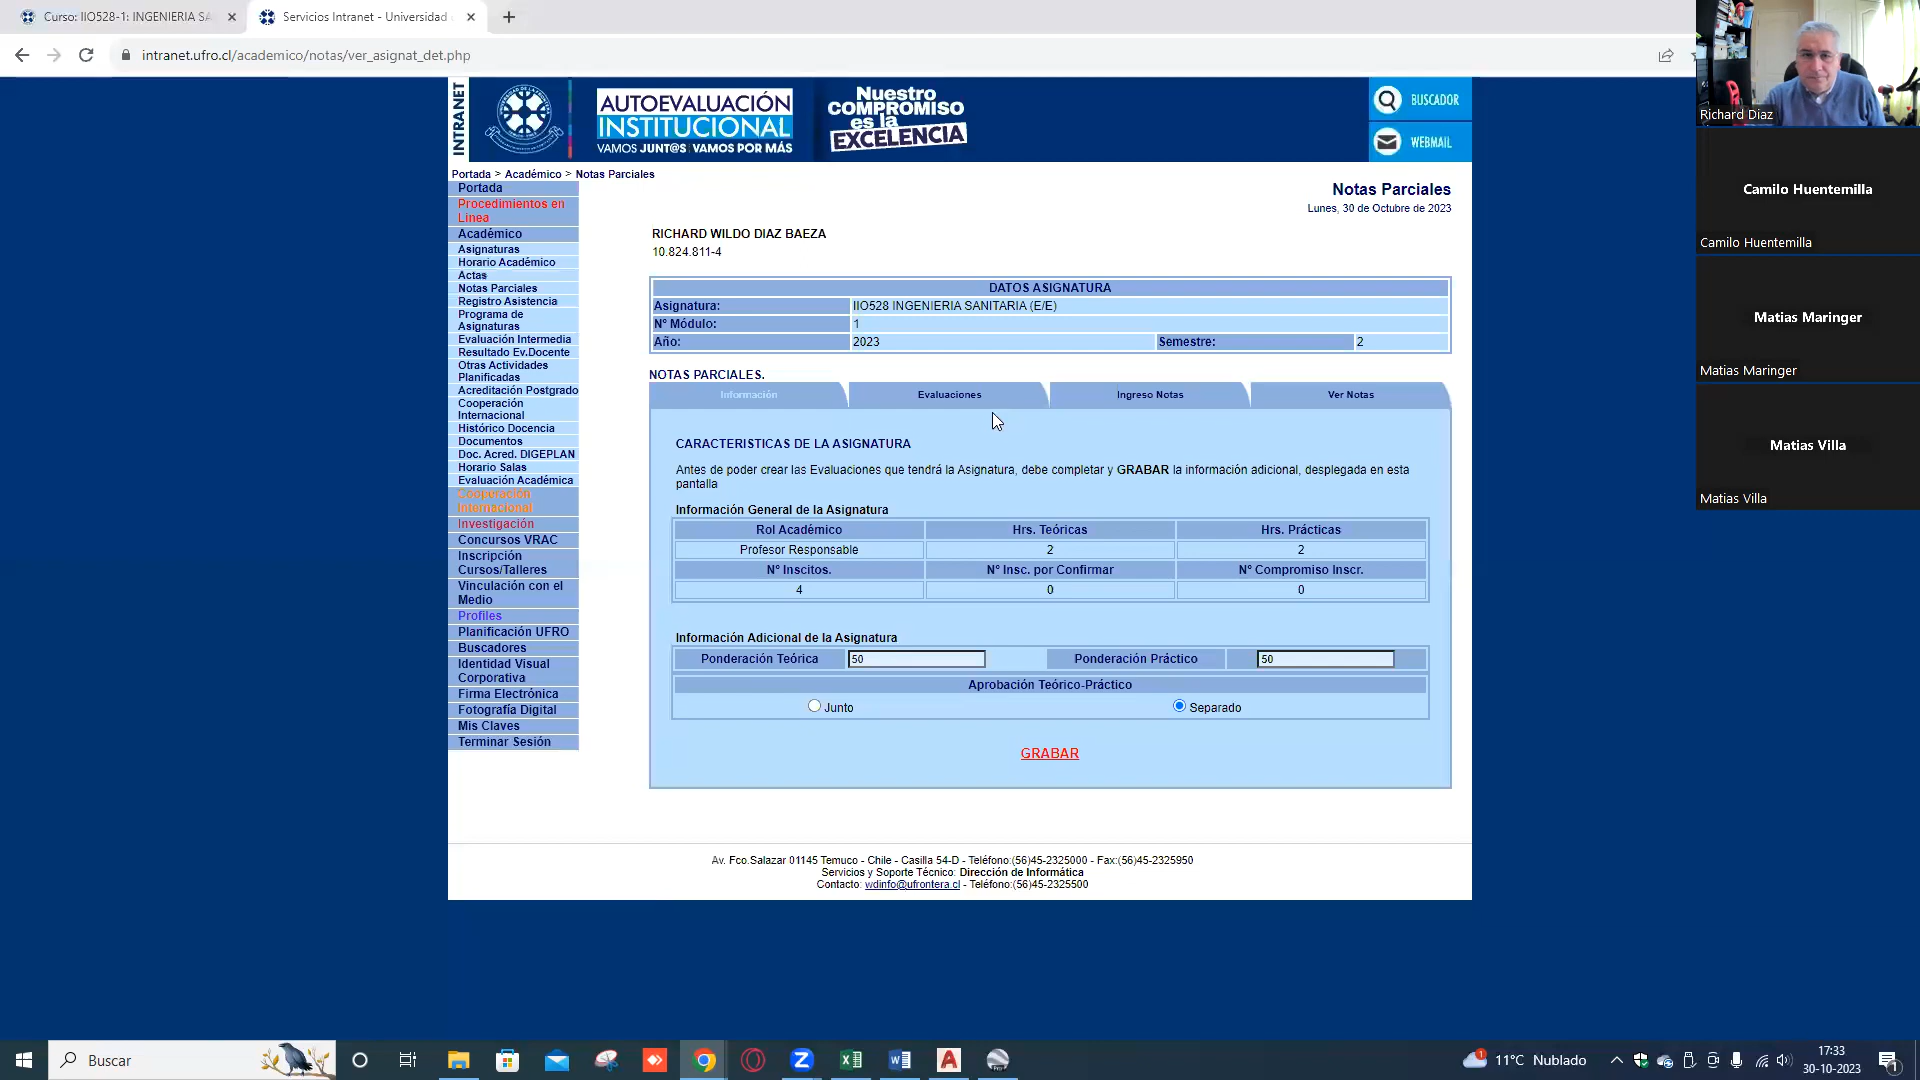 Curso: IIO528-1: INGENIERIA SA
Servicios Intranet - Universidad
intranet.ufro.cl/academico/notas/ver_asignat_det.php
INTRANET
AUTOEVALUACIÓN
INSTITUCIONAL
VAMOS JUNT@S VAMOS POR MÁS
Nuestro
COMPROMISO
es la
EXCELENCIA
BUSCADOR
WEBMAIL
Portada > Académico > Notas Parciales
Portada
Procedimientos en
Linea
Académico
Asignaturas
Horario Académico
Actas
Notas Parciales
Registro Asistencia
Programa de
Asignaturas
Evaluación Intermedia
Resultado Ev.Docente
Otras Actividades
Planificadas
Acreditación Postgrado
Cooperación
Internacional
Histórico Docencia
Documentos
Doc. Acred. DIGEPLAN
Horario Salas
Evaluación Académica
Cooperación
Internacional
Investigación
Concursos VRAC
Inscripción
Cursos/Talleres
Vinculación con el
Medio
Profiles
Planificación UFRO
Buscadores
Identidad Visual
Corporativa
Firma Electrónica
Fotografía Digital
Mis Claves
Terminar Sesión
Notas Parciales
Lunes, 30 de Octubre de 2023
RICHARD WILDO DIAZ BAEZA
10.824.811-4
DATOS ASIGNATURA
Asignatura: IIO528 INGENIERIA SANITARIA (E/E)
Nº Módulo: 1
Año: 2023 Semestre: 2
NOTAS PARCIALES.
Información Evaluaciones Ingreso Notas Ver Notas
CARACTERISTICAS DE LA ASIGNATURA
Antes de poder crear las Evaluaciones que tendrá la Asignatura, debe completar y GRABAR la información adicional, desplegada en esta
pantalla
Información General de la Asignatura
Rol Académico Hrs. Teóricas Hrs. Prácticas
Profesor Responsable 2 2
Nº Inscitos. Nº Insc. por Confirmar Nº Compromiso Inscr.
4 0 0
Información Adicional de la Asignatura
Ponderación Teórica 50 Ponderación Práctico 50
Aprobación Teórico-Práctico
Junto Separado
GRABAR
Av. Fco.Salazar 01145 Temuco - Chile - Casilla 54-D - Teléfono:(56)45-2325000 - Fax:(56)45-2325950
Servicios y Soporte Técnico: Dirección de Informática
Contacto: wdinfo@ufrontera.cl - Teléfono:(56)45-2325500
Richard Diaz
Camilo Huentemilla
Camilo Huentemilla
Matias Maringer
Matias Maringer
Matias Villa
Matias Villa
Buscar
11°C Nublado
17:33
30-10-2023